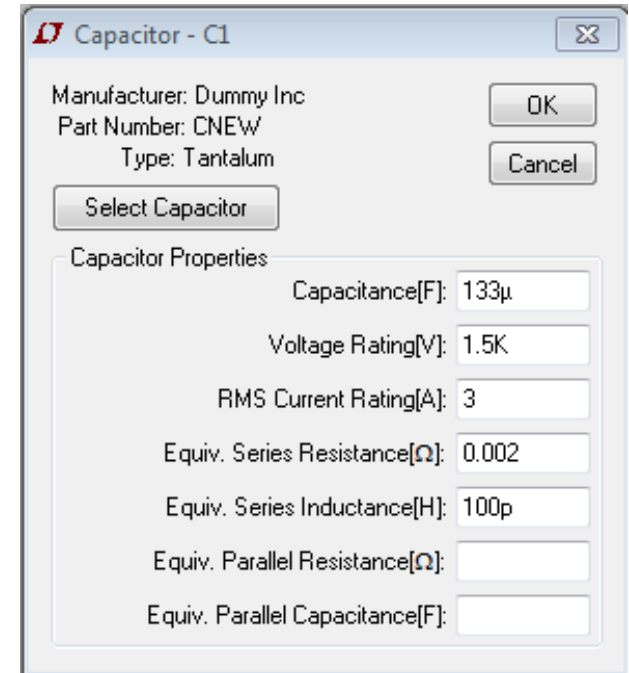 Capacitor - C1
Manufacturer: Dummy Inc
OK
Part Number: CNEW
Type: Tantalum
Cancel
Select Capacitor
Capacitor Properties
Capacitance[F]: 133µ
Voltage Rating[V]: 1.5K
RMS Current Rating[A]: 3
Equiv. Series Resistance[Ω]: 0.002
Equiv. Series Inductance[H]: 100p
Equiv. Parallel Resistance[Ω]:
Equiv. Parallel Capacitance[F]: